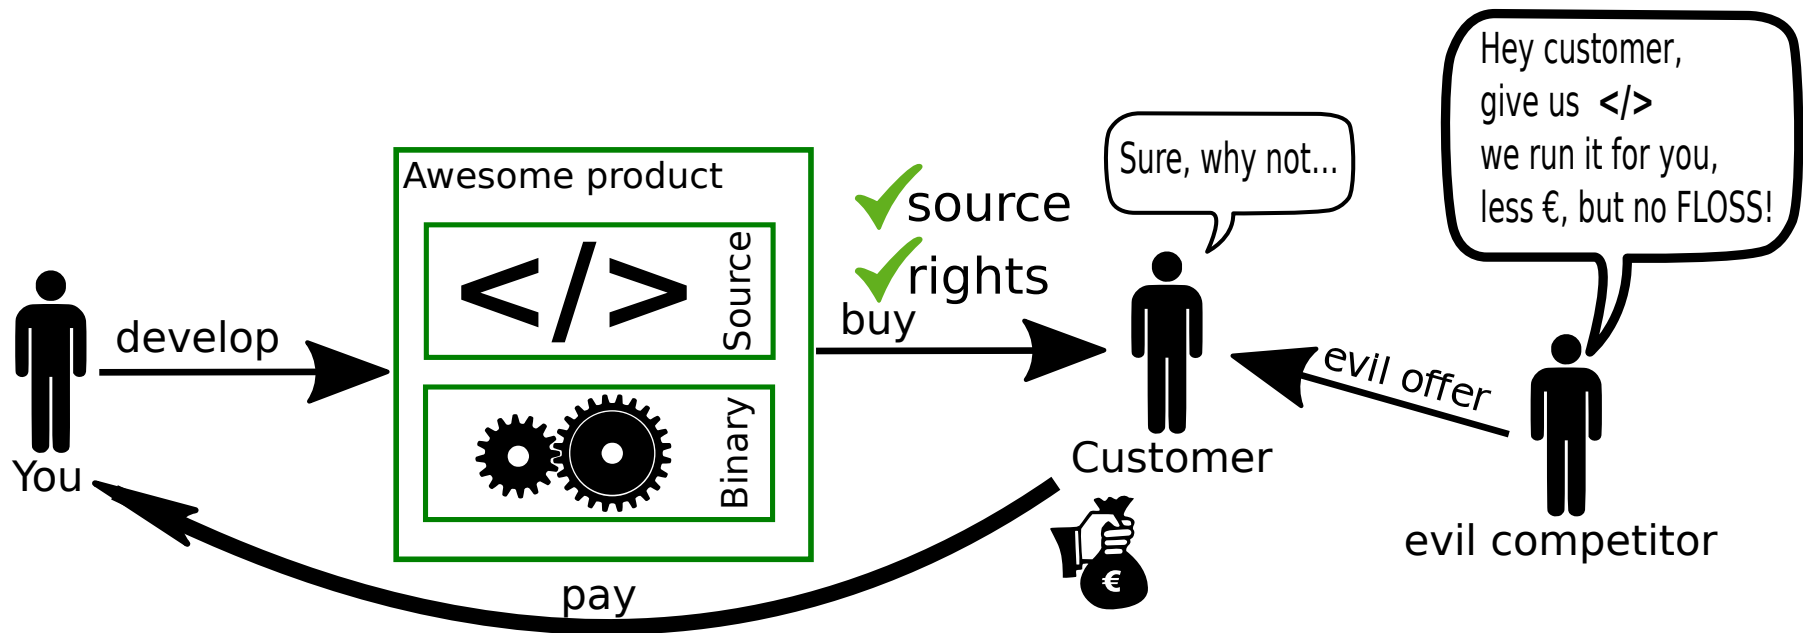 Hey customer,
give us </>
we run it for you,
less €, but no FLOSS!
Sure, why not...
Awesome product
source
rights
buy
</>
Source
develop
evil offer
Binary
You
Customer
evil competitor
€
pay